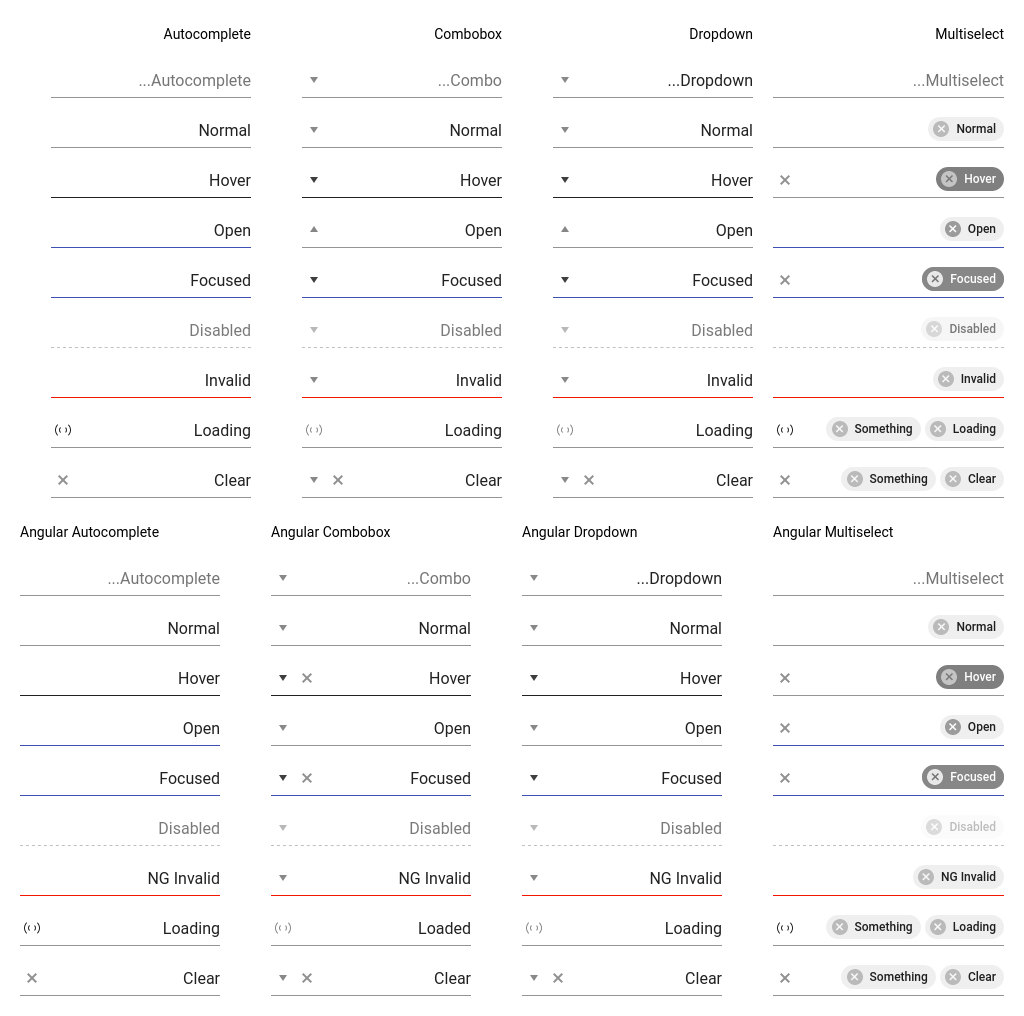 Autocomplete Combobox Dropdown Multiselect
...Autocomplete ...Combo ...Dropdown ...Multiselect
Normal Normal Normal Normal
Hover Hover Hover Hover
Open Open Open Open
Focused Focused Focused Focused
Disabled Disabled Disabled Disabled
Invalid Invalid Invalid Invalid
Loading Loading Loading Something Loading
Clear Clear Clear Something Clear
Angular Autocomplete Angular Combobox Angular Dropdown Angular Multiselect
...Autocomplete ...Combo ...Dropdown ...Multiselect
Normal Normal Normal Normal
Hover Hover Hover Hover
Open Open Open Open
Focused Focused Focused Focused
Disabled Disabled Disabled Disabled
NG Invalid NG Invalid NG Invalid NG Invalid
Loading Loaded Loading Something Loading
Clear Clear Clear Something Clear